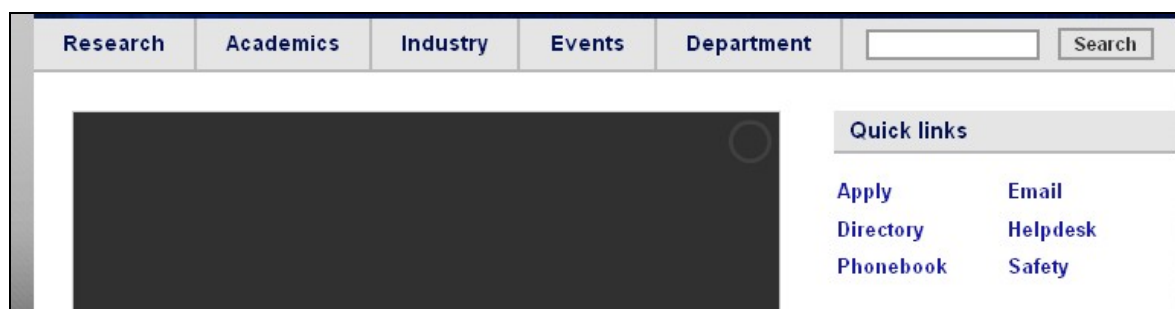 Research Academics Industry Events Department Search
Quick links
Apply Email
Directory Helpdesk
Phonebook Safety